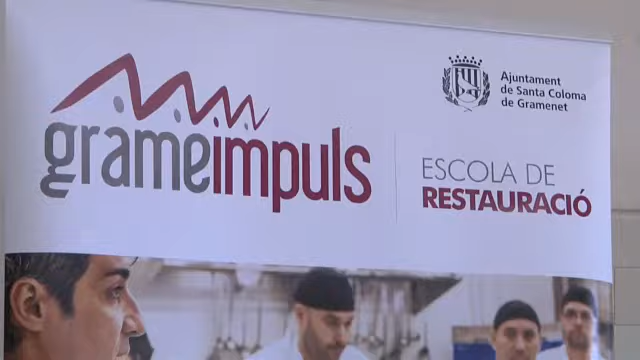 Ajuntament
de Santa Coloma
de Gramenet
grameimpuls
ESCOLA DE
RESTAURACIÓ